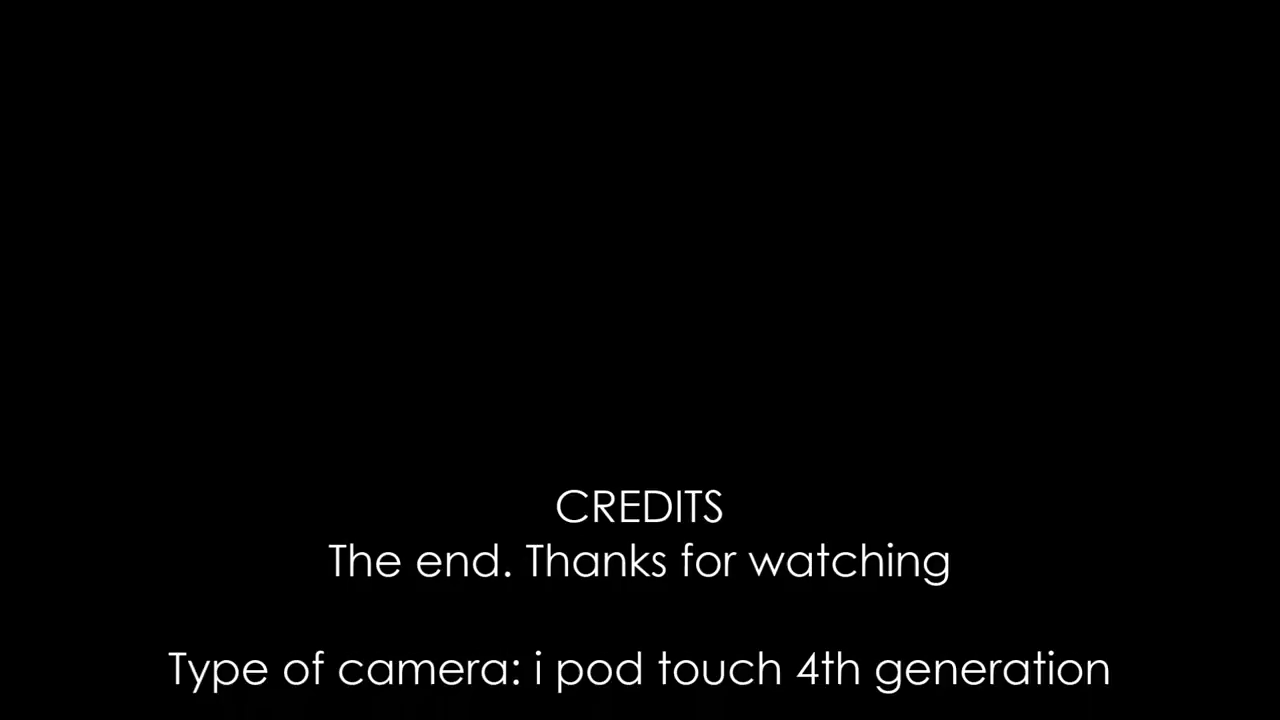 CREDITS
The end. Thanks for watching
Type of camera: i pod touch 4th generation